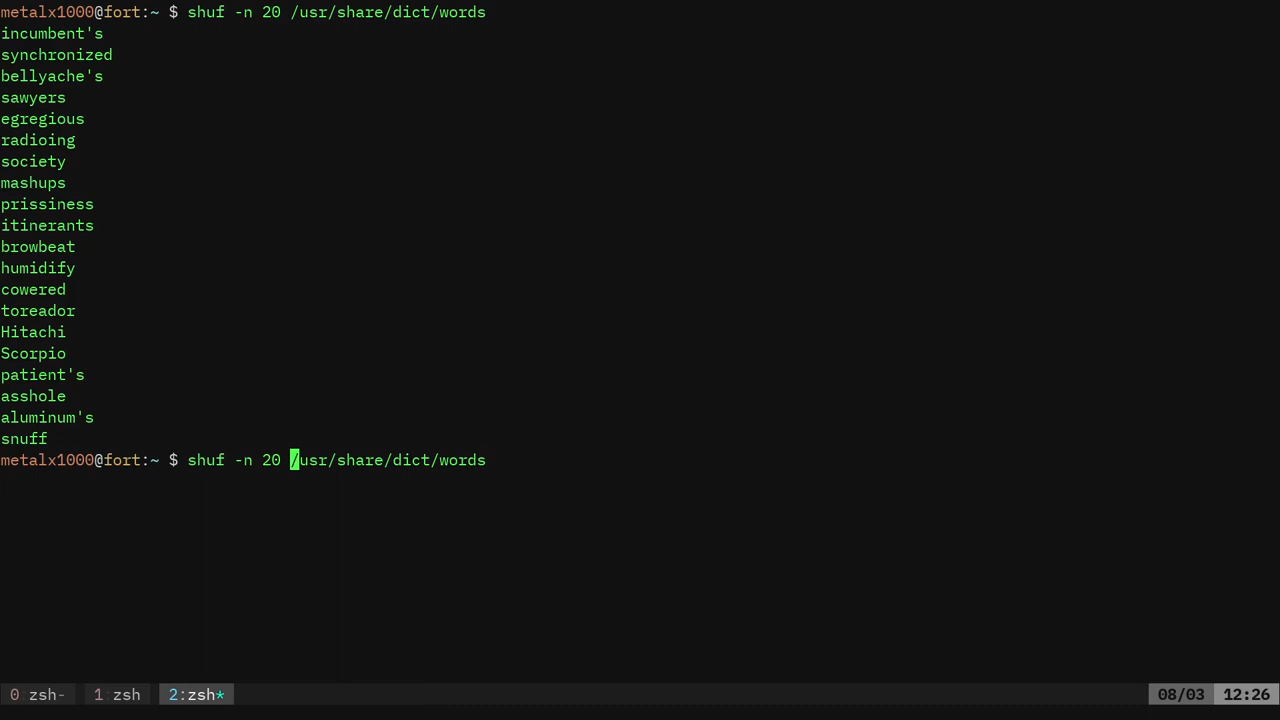 metalx1000@fort:~ $ shuf -n 20 /usr/share/dict/words
incumbent's
synchronized
bellyache's
sawyers
egregious
radioing
society
mashups
prissiness
itinerants
browbeat
humidify
cowered
toreador
Hitachi
Scorpio
patient's
asshole
aluminum's
snuff
metalx1000@fort:~ $ shuf -n 20 /usr/share/dict/words
0 zsh- 1 zsh 2:zsh* 08/03 12:26